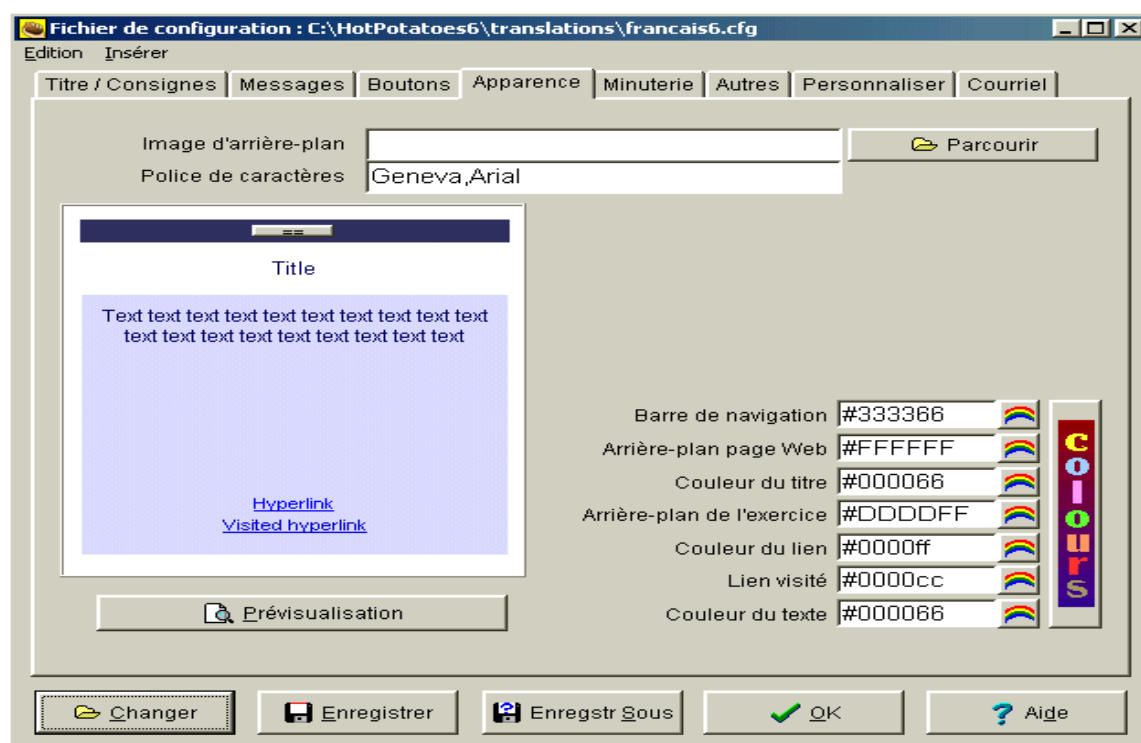 Fichier de configuration : C:\HotPotatoes6\translations\francais6.cfg
Edition Insérer
Titre / Consignes Messages Boutons Apparence Minuterie Autres Personnaliser Courriel
Image d'arrière-plan Parcourir
Police de caractères Geneva,Arial
==
Title
Text text text text text text text text text text
text text text text text text text text text
Hyperlink
Visited hyperlink
Prévisualisation
Barre de navigation #333366
Arrière-plan page Web #FFFFFF
Couleur du titre #000066
Arrière-plan de l'exercice #DDDDFF
Couleur du lien #0000ff
Lien visité #0000cc
Couleur du texte #000066
Colours
Changer Enregistrer Enregstr Sous OK Aide